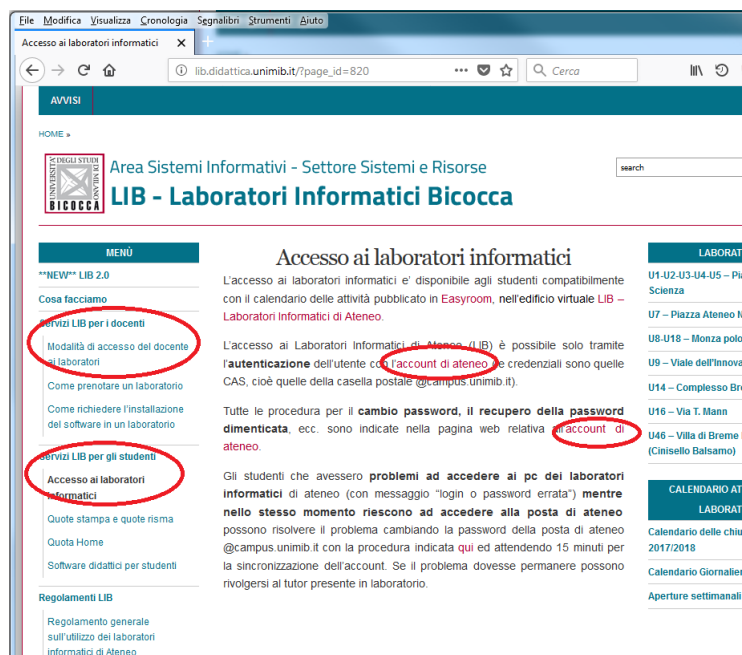 File Modifica Visualizza Cronologia Segnalibri Strumenti Aiuto
Accesso ai laboratori informatici
lib.didattica.unimib.it/?page_id=820
Cerca
AVVISI
HOME »
UNIVERSITA' DEGLI STUDI DI MILANO
BICOCCA
Area Sistemi Informativi - Settore Sistemi e Risorse
LIB - Laboratori Informatici Bicocca
search
MENÙ
**NEW** LIB 2.0
Cosa facciamo
Servizi LIB per i docenti
Modalità di accesso del docente
ai laboratori
Come prenotare un laboratorio
Come richiedere l'installazione
del software in un laboratorio
Servizi LIB per gli studenti
Accesso ai laboratori
informatici
Quote stampa e quote risma
Quota Home
Software didattici per studenti
Regolamenti LIB
Regolamento generale
sull'utilizzo dei laboratori
informatici di Ateneo
Accesso ai laboratori informatici
L'accesso ai laboratori informatici e' disponibile agli studenti compatibilmente
con il calendario delle attività pubblicato in Easyroom, nell'edificio virtuale LIB –
Laboratori Informatici di Ateneo.
L'accesso ai Laboratori Informatici di Ateneo (LIB) è possibile solo tramite
l'autenticazione dell'utente con l'account di ateneo (le credenziali sono quelle
CAS, cioè quelle della casella postale @campus.unimib.it).
Tutte le procedura per il cambio password, il recupero della password
dimenticata, ecc. sono indicate nella pagina web relativa all'account di
ateneo.
Gli studenti che avessero problemi ad accedere ai pc dei laboratori
informatici di ateneo (con messaggio "login o password errata") mentre
nello stesso momento riescono ad accedere alla posta di ateneo
possono risolvere il problema cambiando la password della posta di ateneo
@campus.unimib.it con la procedura indicata qui ed attendendo 15 minuti per
la sincronizzazione dell'account. Se il problema dovesse permanere possono
rivolgersi al tutor presente in laboratorio.
LABORAT
U1-U2-U3-U4-U5 – Pia
Scienza
U7 – Piazza Ateneo N
U8-U18 – Monza polo
U9 – Viale dell'Innova
U14 – Complesso Bre
U16 – Via T. Mann
U46 – Villa di Breme
(Cinisello Balsamo)
CALENDARIO AT
LABORAT
Calendario delle chiu
2017/2018
Calendario Giornalier
Aperture settimanali